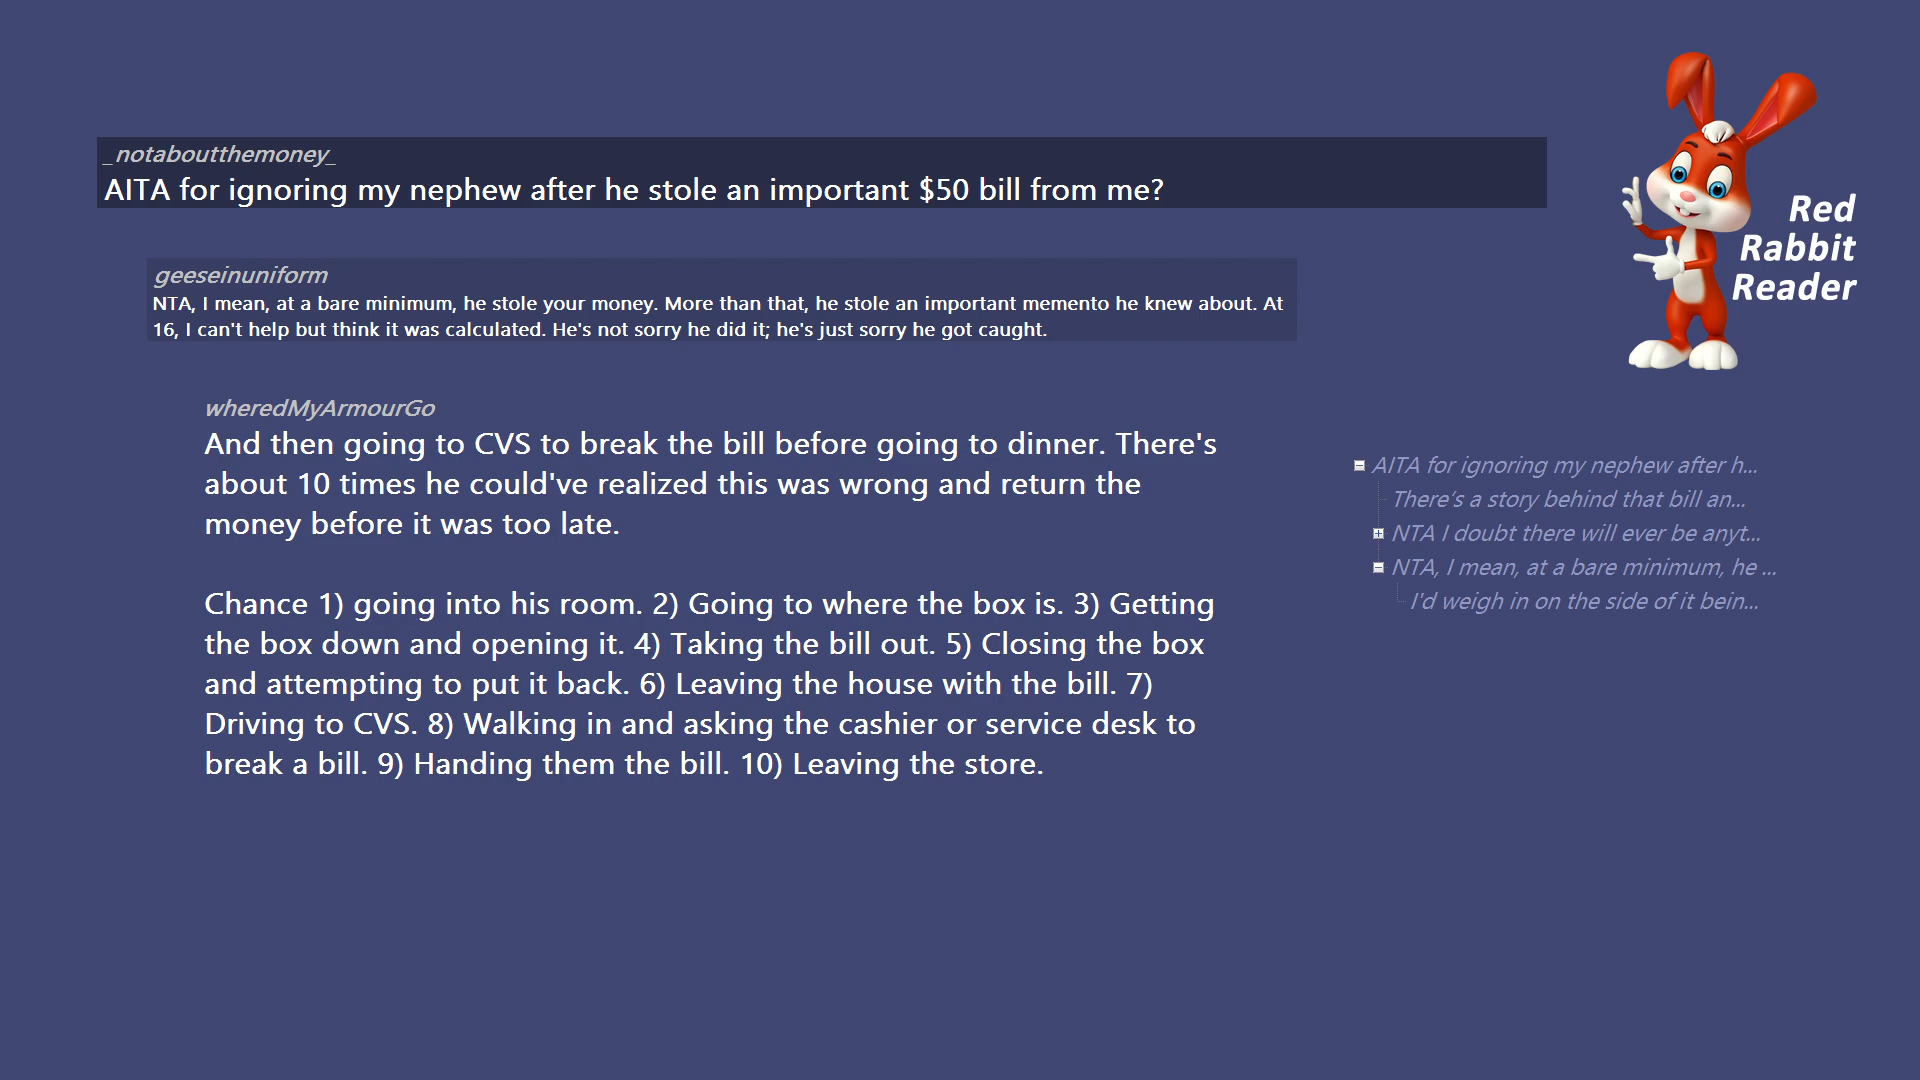 _notaboutthemoney_
AITA for ignoring my nephew after he stole an important $50 bill from me?
geeseinuniform
NTA, I mean, at a bare minimum, he stole your money. More than that, he stole an important memento he knew about. At
16, I can't help but think it was calculated. He's not sorry he did it; he's just sorry he got caught.
wheredMyArmourGo
And then going to CVS to break the bill before going to dinner. There's
about 10 times he could've realized this was wrong and return the
money before it was too late.
Chance 1) going into his room. 2) Going to where the box is. 3) Getting
the box down and opening it. 4) Taking the bill out. 5) Closing the box
and attempting to put it back. 6) Leaving the house with the bill. 7)
Driving to CVS. 8) Walking in and asking the cashier or service desk to
break a bill. 9) Handing them the bill. 10) Leaving the store.
Red
Rabbit
Reader
AITA for ignoring my nephew after h...
There's a story behind that bill an...
NTA I doubt there will ever be anyt...
NTA, I mean, at a bare minimum, he ...
I'd weigh in on the side of it bein...